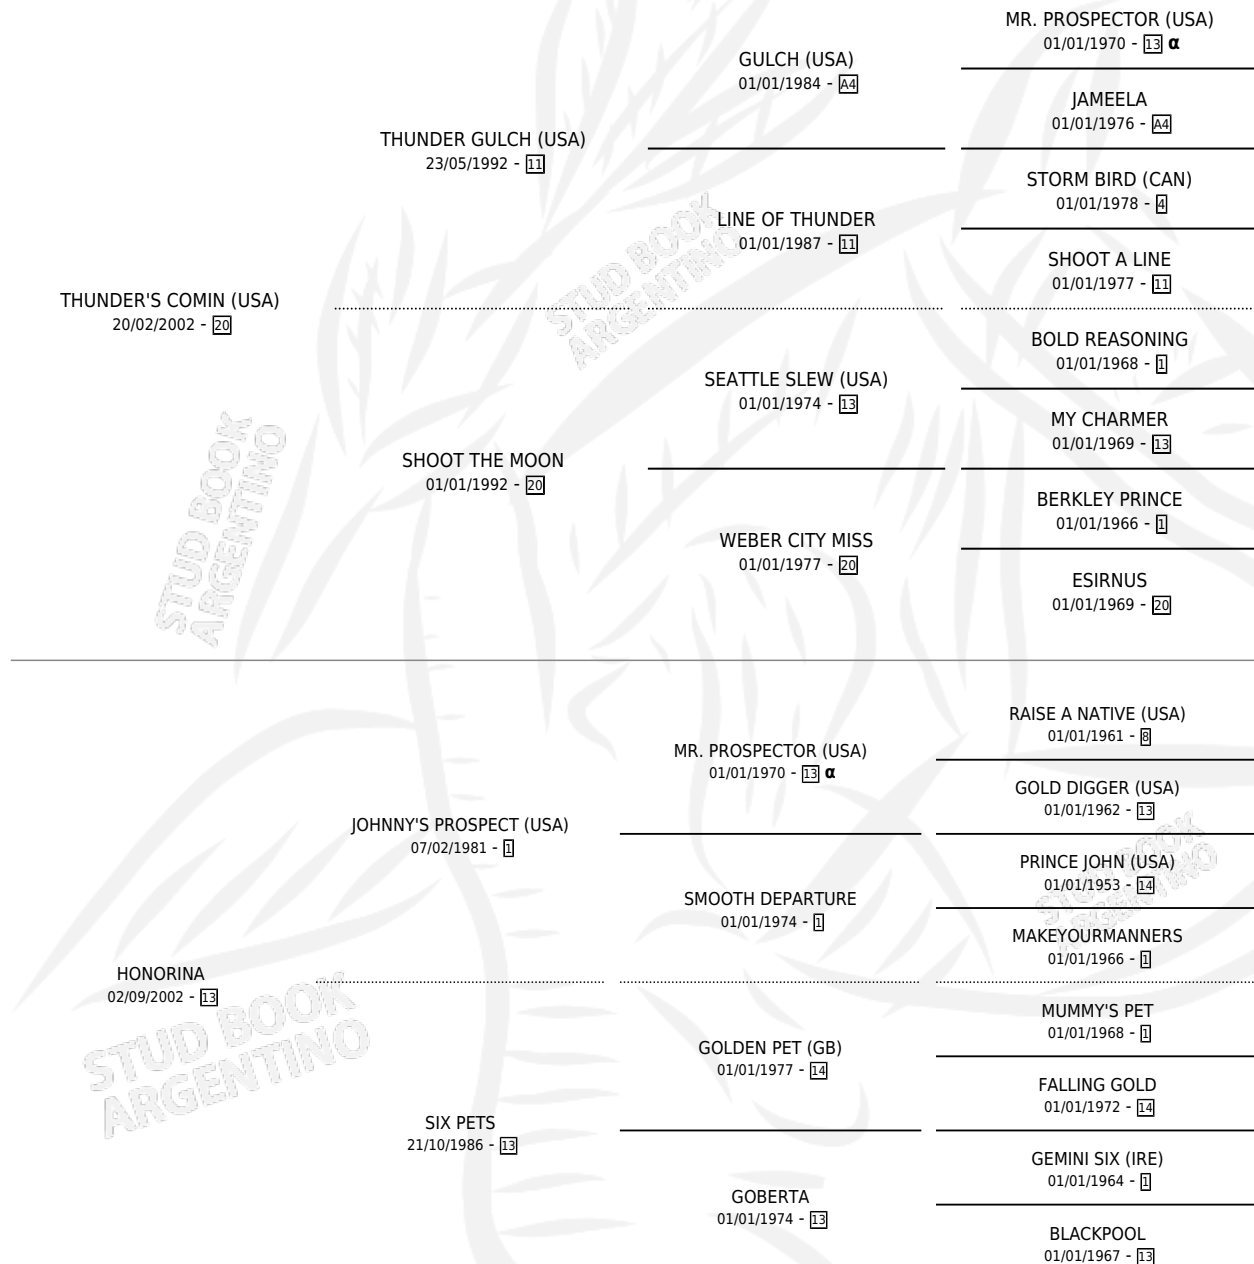 MR. PROSPECTOR (USA)
01/01/1970 - 13 α
GULCH (USA)
01/01/1984 - A4
JAMEELA
01/01/1976 - A4
THUNDER GULCH (USA)
23/05/1992 - 11
STORM BIRD (CAN)
01/01/1978 - 4
LINE OF THUNDER
01/01/1987 - 11
SHOOT A LINE
01/01/1977 - 11
STUD BOOK
ARGENTINO
THUNDER'S COMIN (USA)
20/02/2002 - 20
BOLD REASONING
01/01/1968 - 1
SEATTLE SLEW (USA)
01/01/1974 - 13
MY CHARMER
01/01/1969 - 13
SHOOT THE MOON
01/01/1992 - 20
BERKLEY PRINCE
01/01/1966 - 1
WEBER CITY MISS
01/01/1977 - 20
ESIRNUS
01/01/1969 - 20
STUD BOOK
ARGENTINO
RAISE A NATIVE (USA)
01/01/1961 - 8
MR. PROSPECTOR (USA)
01/01/1970 - 13 α
GOLD DIGGER (USA)
01/01/1962 - 13
JOHNNY'S PROSPECT (USA)
07/02/1981 - 1
PRINCE JOHN (USA)
01/01/1953 - 14
STUD BOOK
ARGENTINO
SMOOTH DEPARTURE
01/01/1974 - 1
MAKEYOURMANNERS
01/01/1966 - 1
HONORINA
02/09/2002 - 13
STUD BOOK
ARGENTINO
MUMMY'S PET
01/01/1968 - 1
GOLDEN PET (GB)
01/01/1977 - 14
FALLING GOLD
01/01/1972 - 14
SIX PETS
21/10/1986 - 13
GEMINI SIX (IRE)
01/01/1964 - 1
GOBERTA
01/01/1974 - 13
BLACKPOOL
01/01/1967 - 13